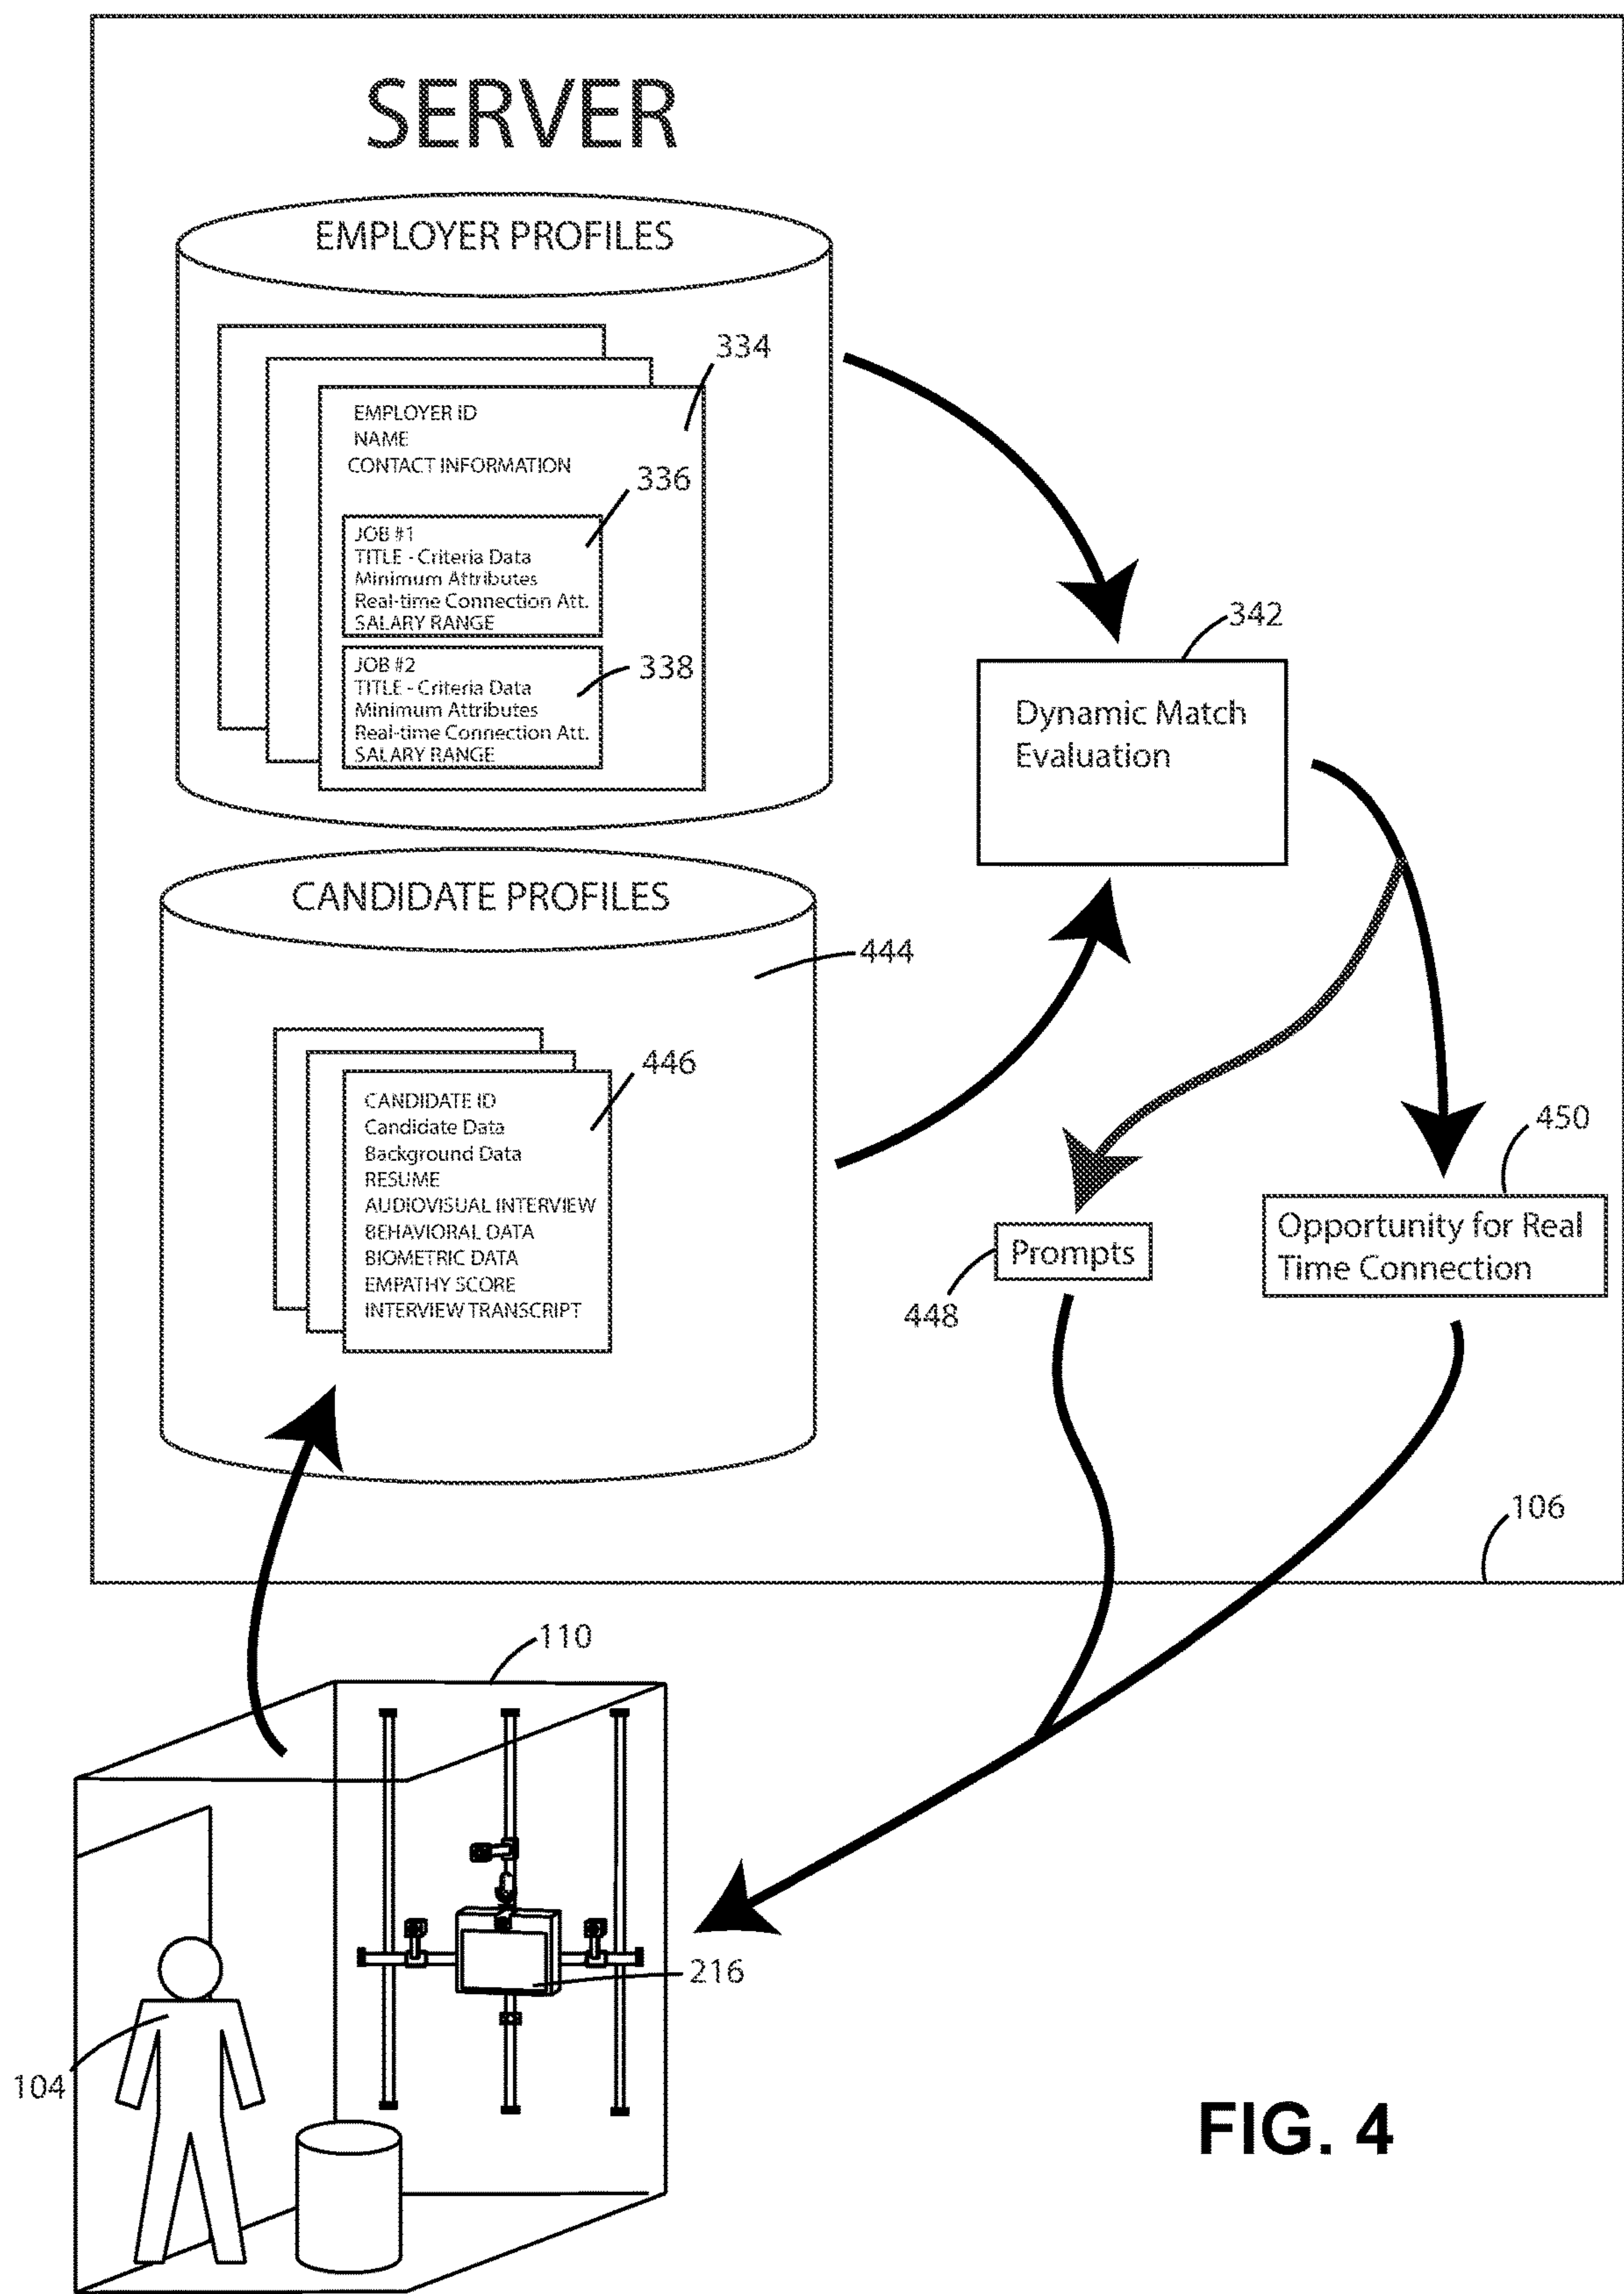 SERVER
EMPLOYER PROFILES
334
EMPLOYER ID
NAME
CONTACT INFORMATION
336
JOB #1
TITLE - Criteria Data
Minimum Attributes
Real-time Connection Att.
SALARY RANGE
338
JOB #2
TITLE - Criteria Data
Minimum Attributes
Real-time Connection Att.
SALARY RANGE
342
Dynamic Match
Evaluation
CANDIDATE PROFILES
444
446
CANDIDATE ID
Candidate Data
Background Data
RESUME
AUDIOVISUAL INTERVIEW
BEHAVIORAL DATA
BIOMETRIC DATA
EMPATHY SCORE
INTERVIEW TRANSCRIPT
448
Prompts
450
Opportunity for Real
Time Connection
106
110
216
104
FIG. 4